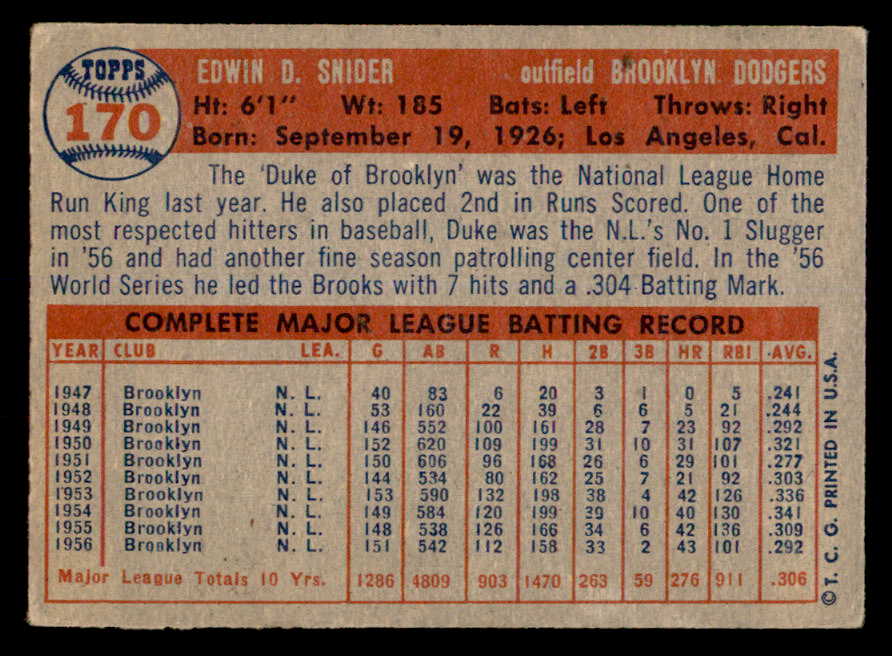 TOPPS
170
EDWIN D. SNIDER outfield BROOKLYN DODGERS
Ht: 6'1" Wt: 185 Bats: Left Throws: Right
Born: September 19, 1926; Los Angeles, Cal.
The 'Duke of Brooklyn' was the National League Home
Run King last year. He also placed 2nd in Runs Scored. One of the
most respected hitters in baseball, Duke was the N.L.'s No. 1 Slugger
in '56 and had another fine season patrolling center field. In the '56
World Series he led the Brooks with 7 hits and a .304 Batting Mark.
COMPLETE MAJOR LEAGUE BATTING RECORD
YEAR CLUB LEA. G AB R H 2B 3B HR RBI AVG.
1947 Brooklyn N. L. 40 83 6 20 3 1 0 5 .241
1948 Brooklyn N. L. 53 160 22 39 6 6 5 21 .244
1949 Brooklyn N. L. 146 552 100 161 28 7 23 92 .292
1950 Brooklyn N. L. 152 620 109 199 31 10 31 107 .321
1951 Brooklyn N. L. 150 606 96 168 26 6 29 101 .277
1952 Brooklyn N. L. 144 534 80 162 25 7 21 92 .303
1953 Brooklyn N. L. 153 590 132 198 38 4 42 126 .336
1954 Brooklyn N. L. 149 584 120 199 39 10 40 130 .341
1955 Brooklyn N. L. 148 538 126 166 34 6 42 136 .309
1956 Brooklyn N. L. 151 542 112 158 33 2 43 101 .292
Major League Totals 10 Yrs. 1286 4809 903 1470 263 59 276 911 .306
© T. C. G. PRINTED IN U.S.A.